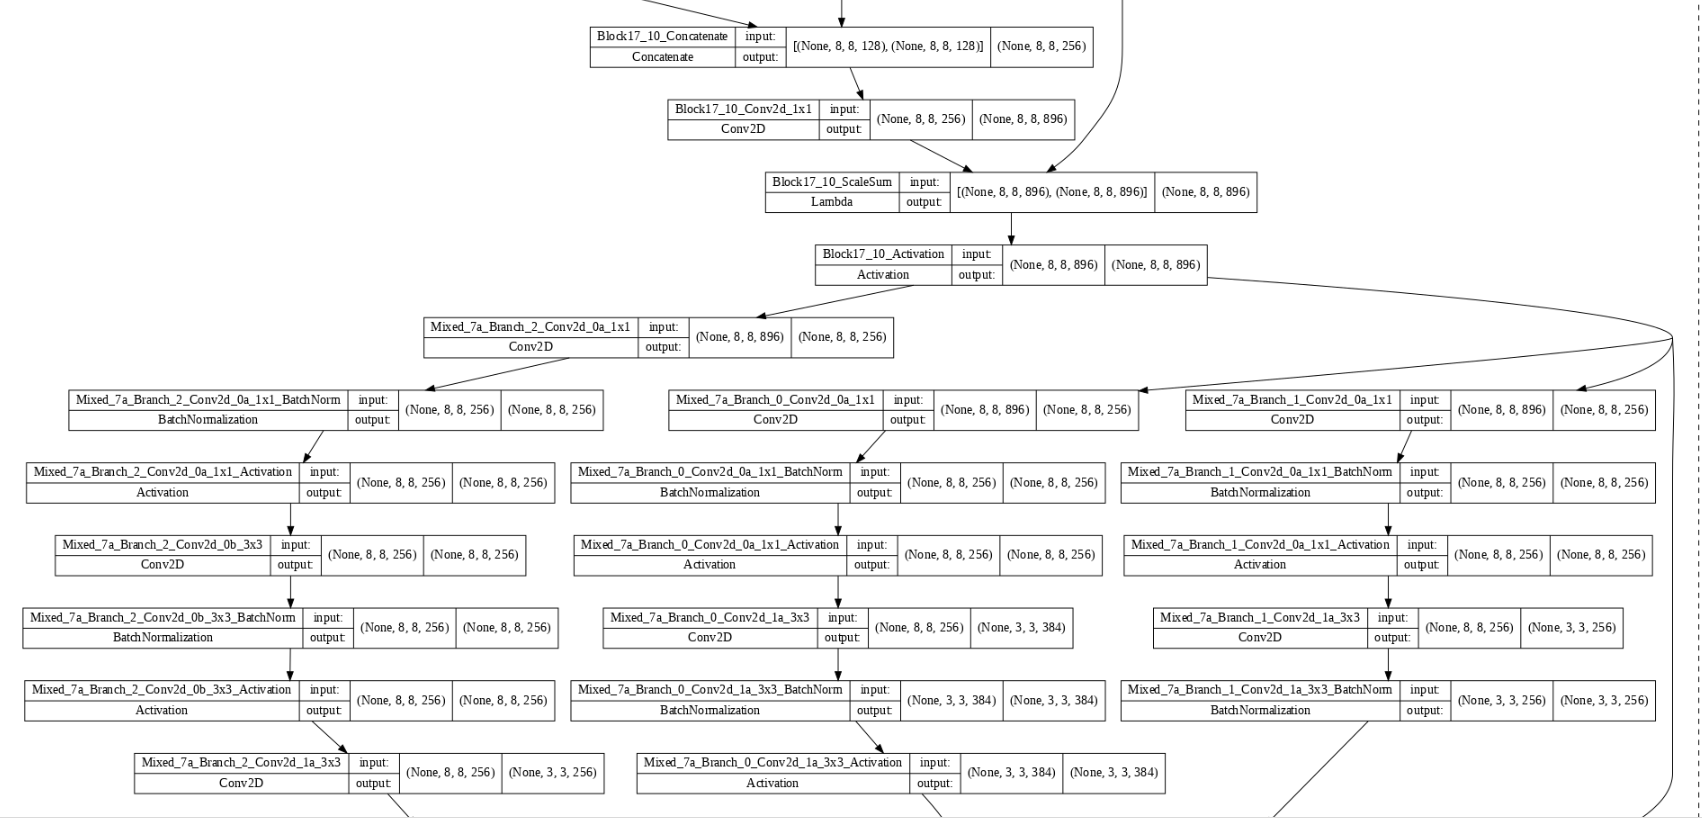 Block17_10_Concatenate input: [(None, 8, 8, 128), (None, 8, 8, 128)] (None, 8, 8, 256)
Concatenate output:
Block17_10_Conv2d_1x1 input: (None, 8, 8, 256) (None, 8, 8, 896)
Conv2D output:
Block17_10_ScaleSum input: [(None, 8, 8, 896), (None, 8, 8, 896)] (None, 8, 8, 896)
Lambda output:
Block17_10_Activation input: (None, 8, 8, 896) (None, 8, 8, 896)
Activation output:
Mixed_7a_Branch_2_Conv2d_0a_1x1 input: (None, 8, 8, 896) (None, 8, 8, 256)
Conv2D output:
Mixed_7a_Branch_2_Conv2d_0a_1x1_BatchNorm input: (None, 8, 8, 256) (None, 8, 8, 256)
BatchNormalization output:
Mixed_7a_Branch_0_Conv2d_0a_1x1 input: (None, 8, 8, 896) (None, 8, 8, 256)
Conv2D output:
Mixed_7a_Branch_1_Conv2d_0a_1x1 input: (None, 8, 8, 896) (None, 8, 8, 256)
Conv2D output:
Mixed_7a_Branch_2_Conv2d_0a_1x1_Activation input: (None, 8, 8, 256) (None, 8, 8, 256)
Activation output:
Mixed_7a_Branch_0_Conv2d_0a_1x1_BatchNorm input: (None, 8, 8, 256) (None, 8, 8, 256)
BatchNormalization output:
Mixed_7a_Branch_1_Conv2d_0a_1x1_BatchNorm input: (None, 8, 8, 256) (None, 8, 8, 256)
BatchNormalization output:
Mixed_7a_Branch_2_Conv2d_0b_3x3 input: (None, 8, 8, 256) (None, 8, 8, 256)
Conv2D output:
Mixed_7a_Branch_0_Conv2d_0a_1x1_Activation input: (None, 8, 8, 256) (None, 8, 8, 256)
Activation output:
Mixed_7a_Branch_1_Conv2d_0a_1x1_Activation input: (None, 8, 8, 256) (None, 8, 8, 256)
Activation output:
Mixed_7a_Branch_2_Conv2d_0b_3x3_BatchNorm input: (None, 8, 8, 256) (None, 8, 8, 256)
BatchNormalization output:
Mixed_7a_Branch_0_Conv2d_1a_3x3 input: (None, 8, 8, 256) (None, 3, 3, 384)
Conv2D output:
Mixed_7a_Branch_1_Conv2d_1a_3x3 input: (None, 8, 8, 256) (None, 3, 3, 256)
Conv2D output:
Mixed_7a_Branch_2_Conv2d_0b_3x3_Activation input: (None, 8, 8, 256) (None, 8, 8, 256)
Activation output:
Mixed_7a_Branch_0_Conv2d_1a_3x3_BatchNorm input: (None, 3, 3, 384) (None, 3, 3, 384)
BatchNormalization output:
Mixed_7a_Branch_1_Conv2d_1a_3x3_BatchNorm input: (None, 3, 3, 256) (None, 3, 3, 256)
BatchNormalization output:
Mixed_7a_Branch_2_Conv2d_1a_3x3 input: (None, 8, 8, 256) (None, 3, 3, 256)
Conv2D output:
Mixed_7a_Branch_0_Conv2d_1a_3x3_Activation input: (None, 3, 3, 384) (None, 3, 3, 384)
Activation output: